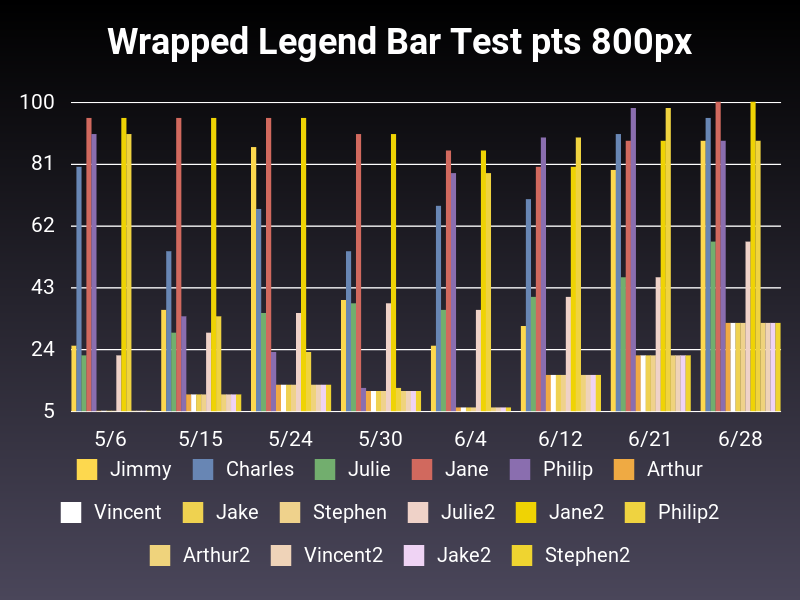 Wrapped Legend Bar Test pts 800px
100
81
62
43
24
5
5/6 5/15 5/24 5/30 6/4 6/12 6/21 6/28
Jimmy Charles Julie Jane Philip Arthur
Vincent Jake Stephen Julie2 Jane2 Philip2
Arthur2 Vincent2 Jake2 Stephen2